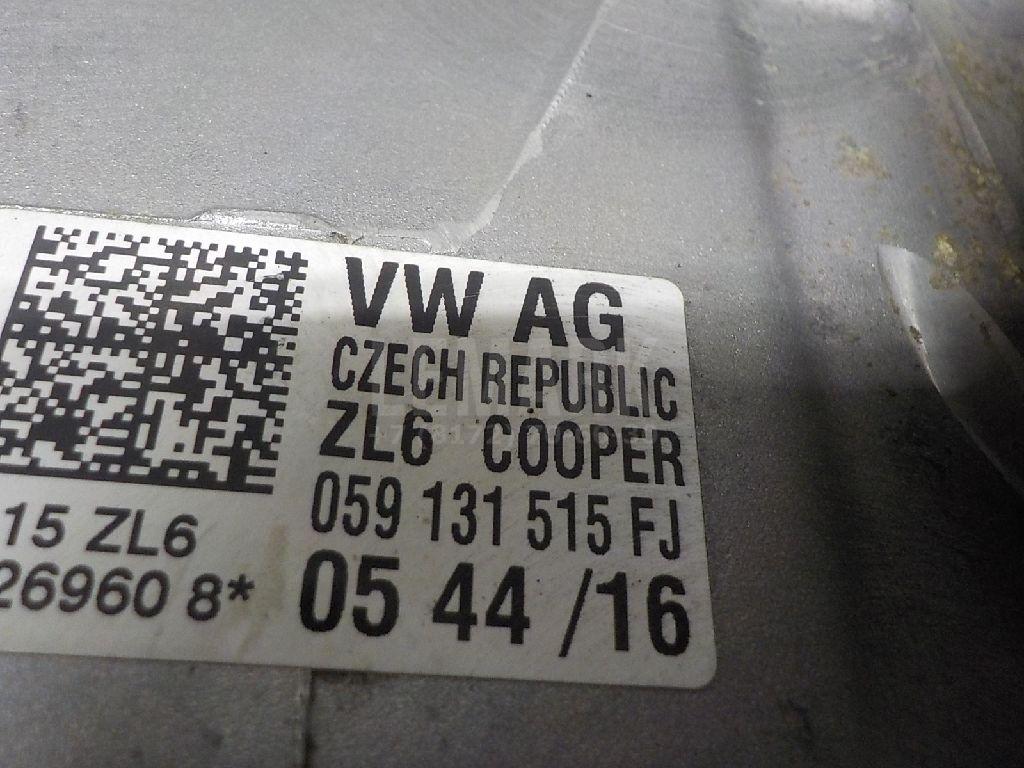 VW AG
CZECH REPUBLIC
ZL6 COOPER
059 131 515 FJ
15 ZL6
26960 8*
05 44 /16